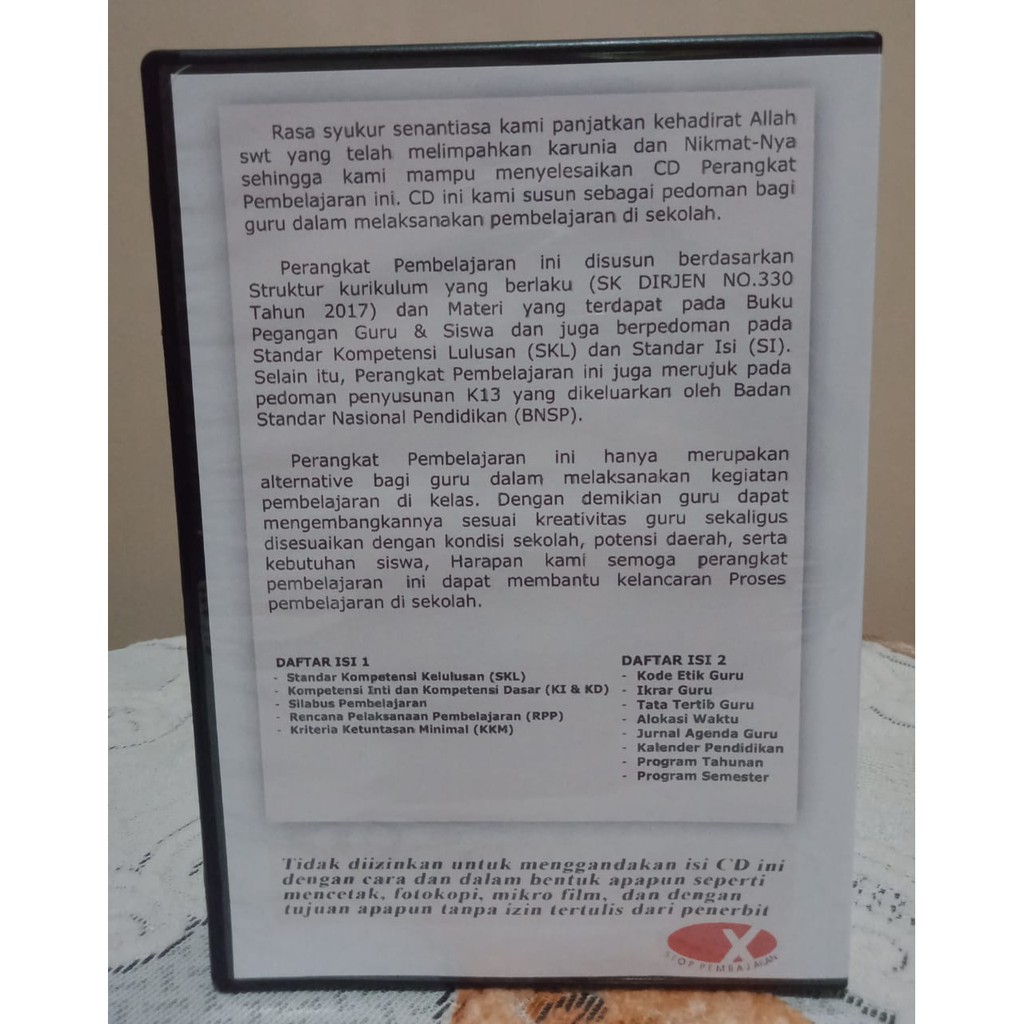 Rasa syukur senantiasa kami panjatkan kehadirat Allah
swt yang telah melimpahkan karunia dan Nikmat-Nya
sehingga kami mampu menyelesaikan CD Perangkat
Pembelajaran ini. CD ini kami susun sebagai pedoman bagi
guru dalam melaksanakan pembelajaran di sekolah.
Perangkat Pembelajaran ini disusun berdasarkan
Struktur kurikulum yang berlaku (SK DIRJEN NO.330
Tahun 2017) dan Materi yang terdapat pada Buku
Pegangan Guru & Siswa dan juga berpedoman pada
Standar Kompetensi Lulusan (SKL) dan Standar Isi (SI).
Selain itu, Perangkat Pembelajaran ini juga merujuk pada
pedoman penyusunan K13 yang dikeluarkan oleh Badan
Standar Nasional Pendidikan (BNSP).
Perangkat Pembelajaran ini hanya merupakan
alternative bagi guru dalam melaksanakan kegiatan
pembelajaran di kelas. Dengan demikian guru dapat
mengembangkannya sesuai kreativitas guru sekaligus
disesuaikan dengan kondisi sekolah, potensi daerah, serta
kebutuhan siswa, Harapan kami semoga perangkat
pembelajaran ini dapat membantu kelancaran Proses
pembelajaran di sekolah.
DAFTAR ISI 1
- Standar Kompetensi Kelulusan (SKL)
- Kompetensi Inti dan Kompetensi Dasar (KI & KD)
- Silabus Pembelajaran
- Rencana Pelaksanaan Pembelajaran (RPP)
- Kriteria Ketuntasan Minimal (KKM)
DAFTAR ISI 2
- Kode Etik Guru
- Ikrar Guru
- Tata Tertib Guru
- Alokasi Waktu
- Jurnal Agenda Guru
- Kalender Pendidikan
- Program Tahunan
- Program Semester
Tidak diizinkan untuk menggandakan isi CD ini
dengan cara dan dalam bentuk apapun seperti
mencetak, fotokopi, mikro film, dan dengan
tujuan apapun tanpa izin tertulis dari penerbit
X
STOP PEMBAJAKAN